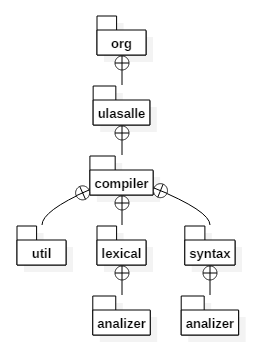 org
ulasalle
compiler
util lexical syntax
analizer analizer